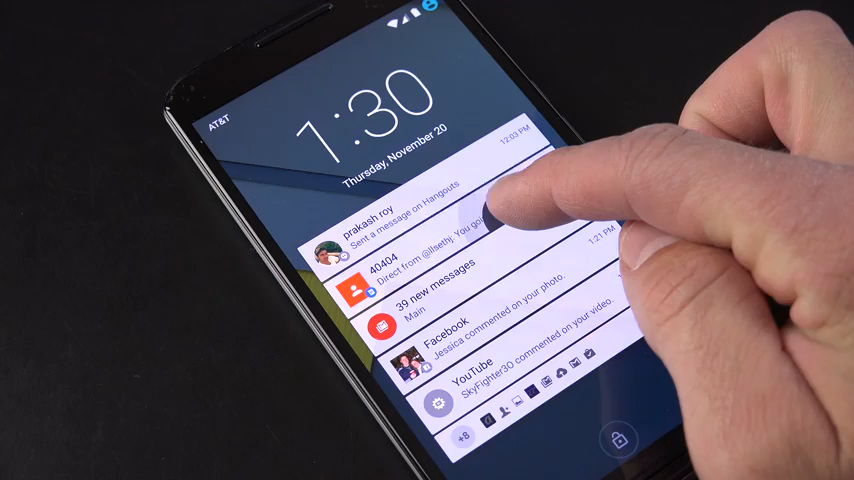 AT&T
1:30
Thursday, November 20
prakash roy
12:03 PM
Sent a message on Hangouts
40404
Direct from @llsethj: You
39 new messages
1:21 PM
Main
Facebook
Jessica commented on your photo.
YouTube
SkyFighter30 commented on your video.
+8